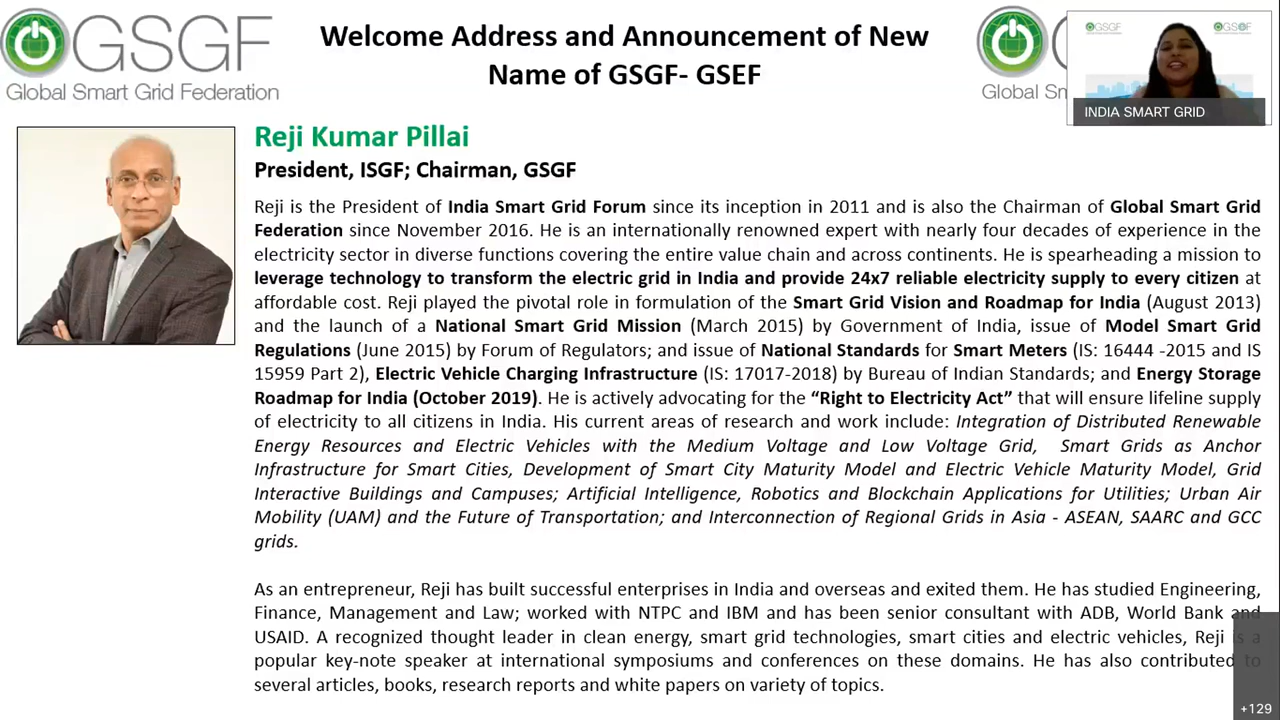 GSGF
Global Smart Grid Federation
Welcome Address and Announcement of New
Name of GSGF- GSEF
Global Sm
GSGF
GSGF
INDIA SMART GRID
Reji Kumar Pillai
President, ISGF; Chairman, GSGF
Reji is the President of India Smart Grid Forum since its inception in 2011 and is also the Chairman of Global Smart Grid
Federation since November 2016. He is an internationally renowned expert with nearly four decades of experience in the
electricity sector in diverse functions covering the entire value chain and across continents. He is spearheading a mission to
leverage technology to transform the electric grid in India and provide 24x7 reliable electricity supply to every citizen at
affordable cost. Reji played the pivotal role in formulation of the Smart Grid Vision and Roadmap for India (August 2013)
and the launch of a National Smart Grid Mission (March 2015) by Government of India, issue of Model Smart Grid
Regulations (June 2015) by Forum of Regulators; and issue of National Standards for Smart Meters (IS: 16444 -2015 and IS
15959 Part 2), Electric Vehicle Charging Infrastructure (IS: 17017-2018) by Bureau of Indian Standards; and Energy Storage
Roadmap for India (October 2019). He is actively advocating for the “Right to Electricity Act” that will ensure lifeline supply
of electricity to all citizens in India. His current areas of research and work include: Integration of Distributed Renewable
Energy Resources and Electric Vehicles with the Medium Voltage and Low Voltage Grid, Smart Grids as Anchor
Infrastructure for Smart Cities, Development of Smart City Maturity Model and Electric Vehicle Maturity Model, Grid
Interactive Buildings and Campuses; Artificial Intelligence, Robotics and Blockchain Applications for Utilities; Urban Air
Mobility (UAM) and the Future of Transportation; and Interconnection of Regional Grids in Asia - ASEAN, SAARC and GCC
grids.
As an entrepreneur, Reji has built successful enterprises in India and overseas and exited them. He has studied Engineering,
Finance, Management and Law; worked with NTPC and IBM and has been senior consultant with ADB, World Bank and
USAID. A recognized thought leader in clean energy, smart grid technologies, smart cities and electric vehicles, Reji is a
popular key-note speaker at international symposiums and conferences on these domains. He has also contributed to
several articles, books, research reports and white papers on variety of topics.
+129